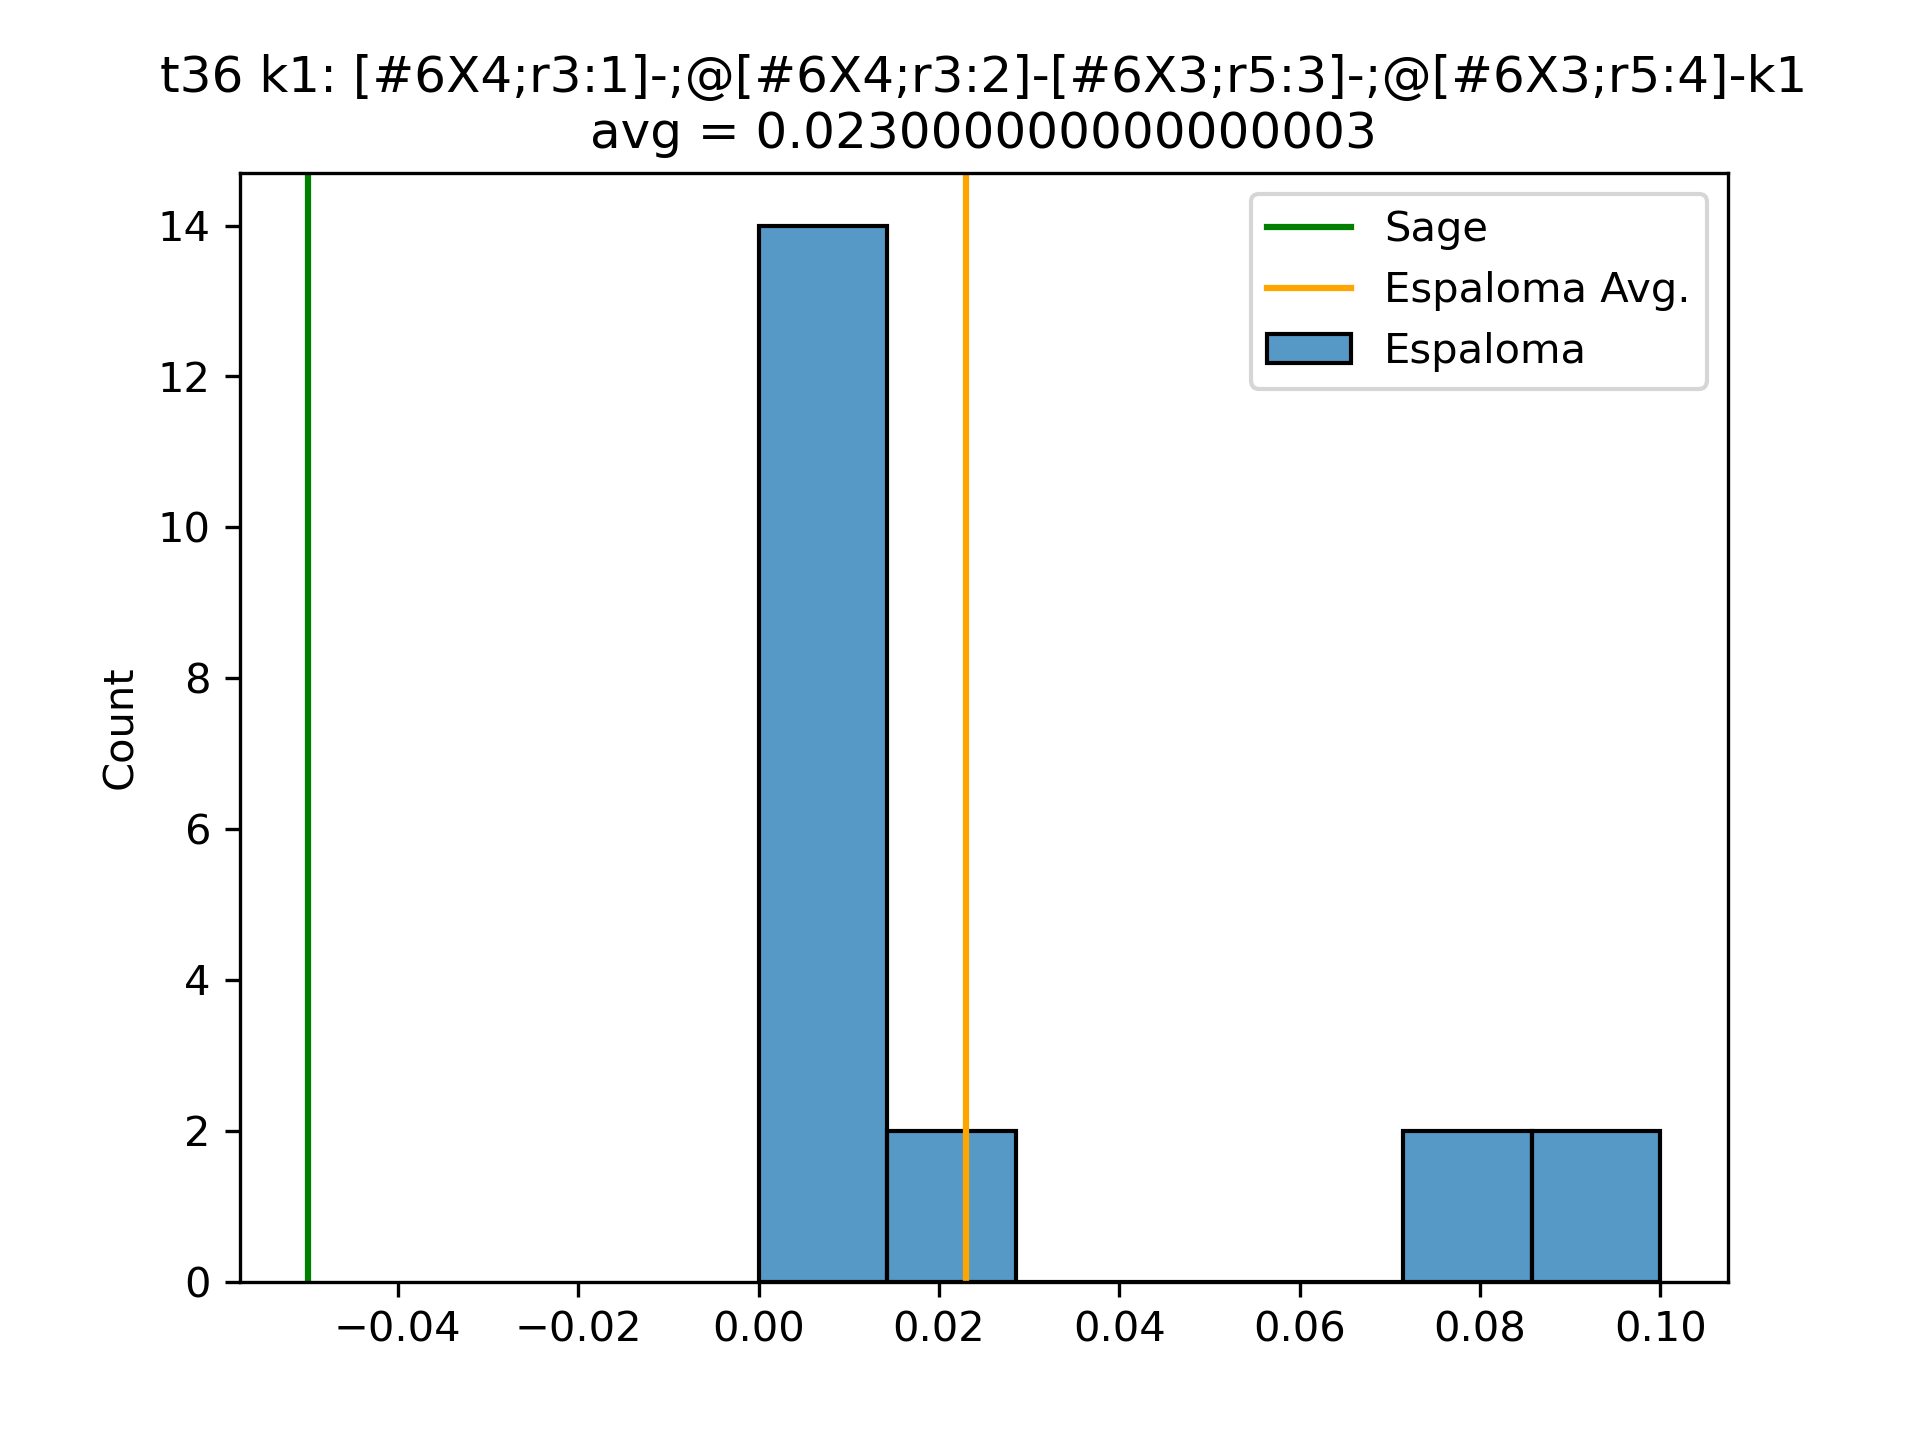 t36 k1: [#6X4;r3:1]-;@[#6X4;r3:2]-[#6X3;r5:3]-;@[#6X3;r5:4]-k1
avg = 0.023000000000000003
Sage
Espaloma Avg.
Espaloma
Count
14
12
10
8
6
4
2
0
−0.04 −0.02 0.00 0.02 0.04 0.06 0.08 0.10